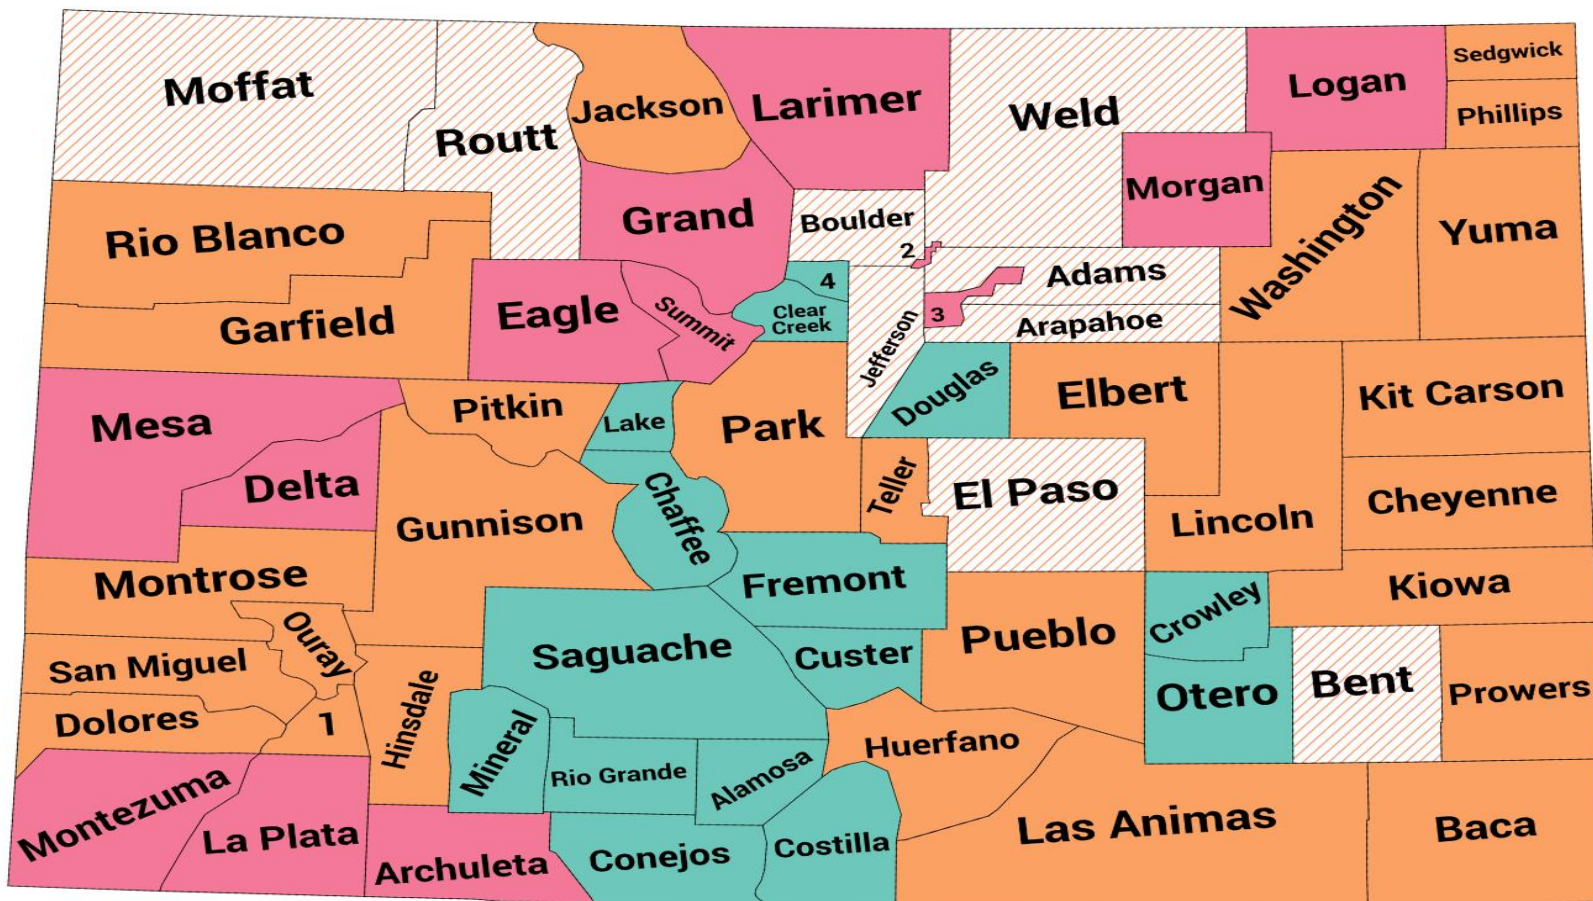 Moffat
Routt
Jackson
Larimer
Weld
Logan
Sedgwick
Phillips
Morgan
Rio Blanco
Grand
Boulder
2
Washington
Yuma
Garfield
Eagle
Summit
4
Clear
Creek
Jefferson
Adams
3
Arapahoe
Mesa
Delta
Pitkin
Lake
Park
Douglas
Elbert
Kit Carson
Gunnison
Chaffee
Teller
El Paso
Lincoln
Cheyenne
Montrose
Ouray
Fremont
Crowley
Kiowa
San Miguel
Saguache
Custer
Pueblo
Otero
Bent
Prowers
Dolores
1
Hinsdale
Mineral
Rio Grande
Alamosa
Huerfano
Montezuma
La Plata
Archuleta
Conejos
Costilla
Las Animas
Baca